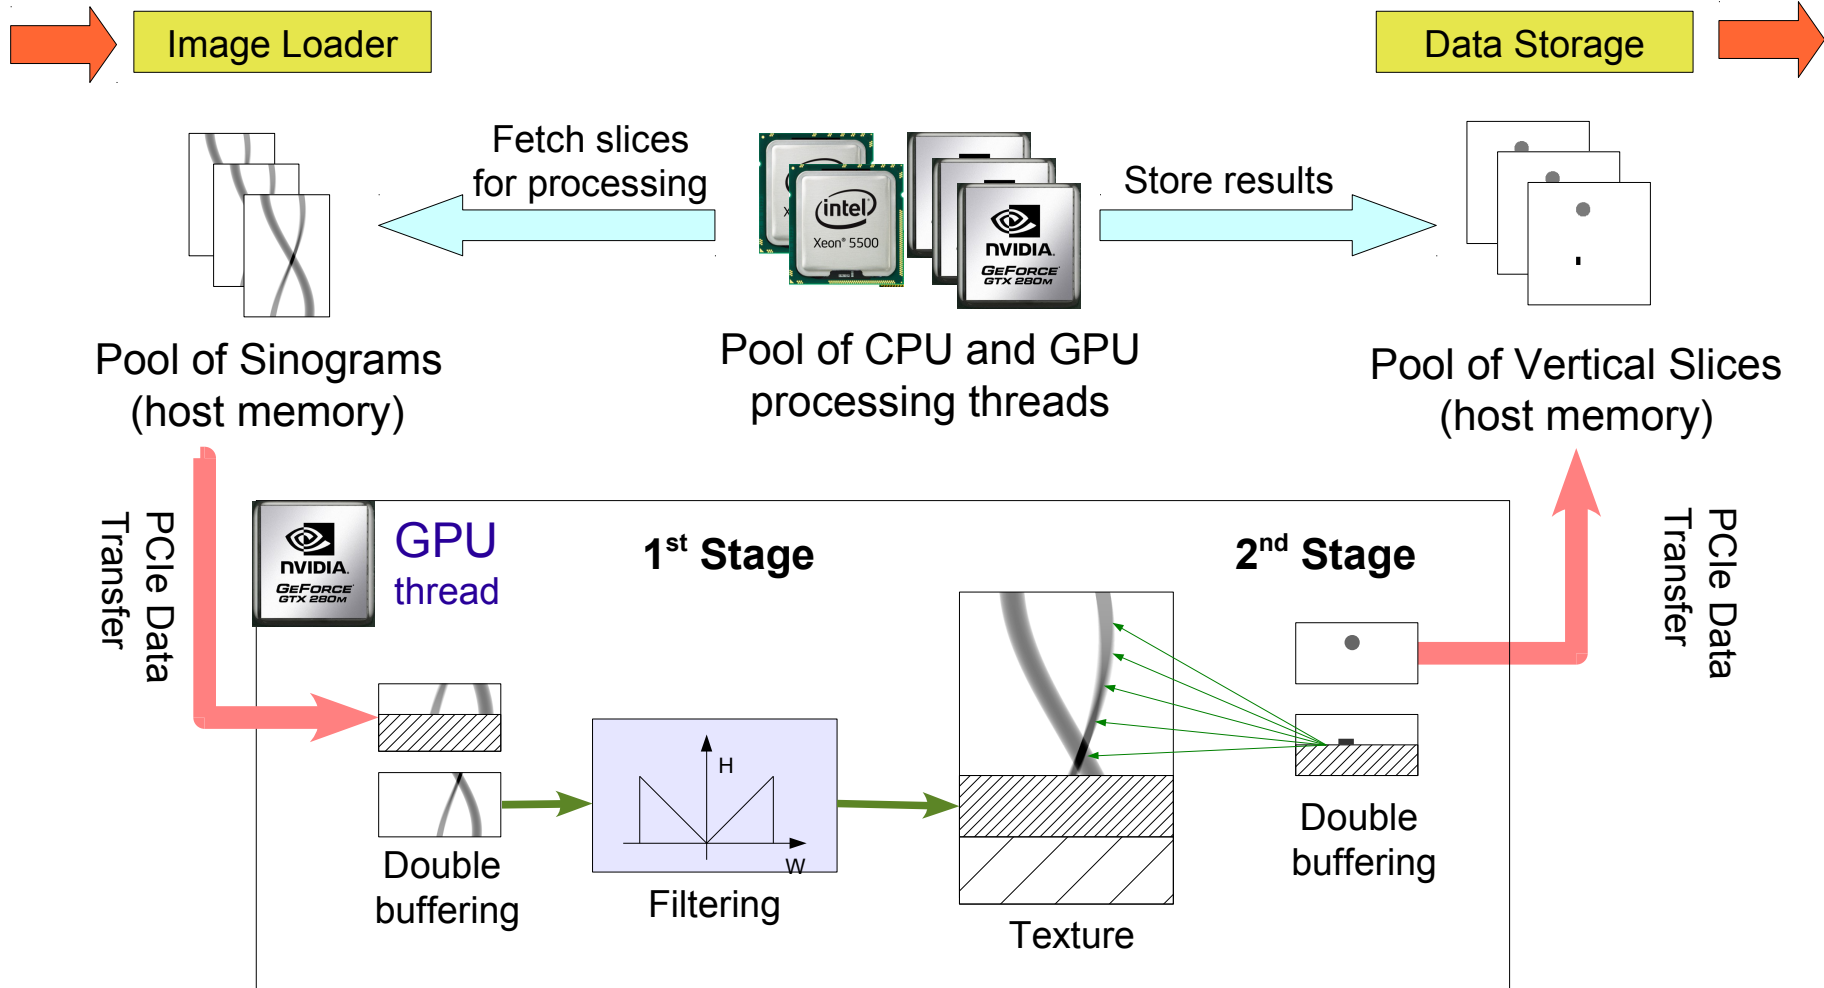 Image Loader
Data Storage
Fetch slices
for processing
Store results
intel
Xeon® 5500
NVIDIA.
GEFORCE
GTX 280M
Pool of Sinograms
(host memory)
Pool of CPU and GPU
processing threads
Pool of Vertical Slices
(host memory)
PCIe Data
Transfer
NVIDIA.
GEFORCE
GTX 280M
GPU
thread
1st Stage
2nd Stage
PCIe Data
Transfer
H
W
Double
buffering
Filtering
Texture
Double
buffering